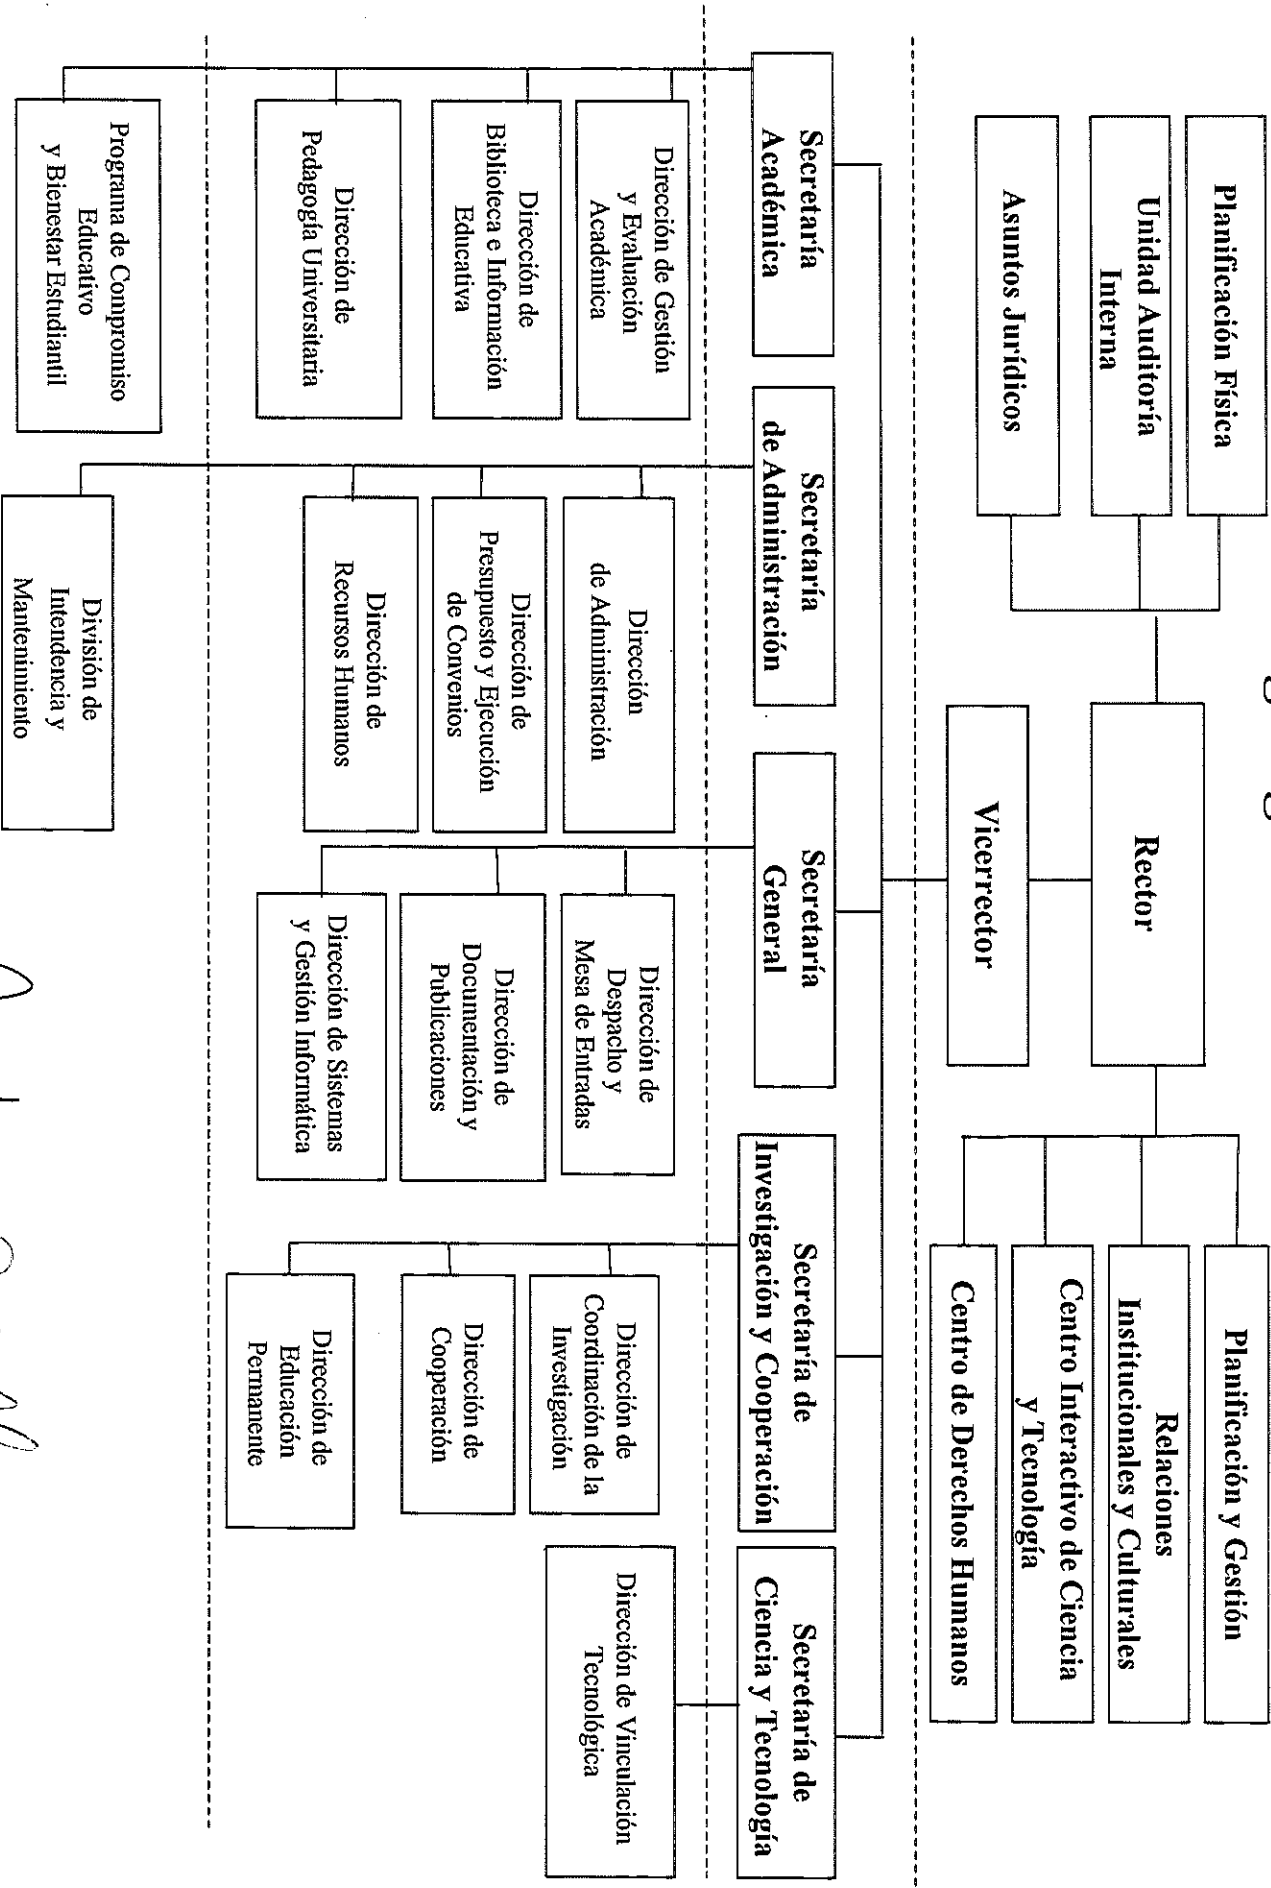 Rector
Vicerrector
Planificación Física
Unidad Auditoría
Interna
Asuntos Jurídicos
Planificación y Gestión
Relaciones
Institucionales y Culturales
Centro Interactivo de Ciencia
y Tecnología
Centro de Derechos Humanos
Secretaría
Académica
Secretaría
de Administración
Secretaría
General
Secretaría de
Investigación y Cooperación
Secretaría de
Ciencia y Tecnología
Dirección de Gestión
y Evaluación
Académica
Dirección de
Biblioteca e Información
Educativa
Dirección de
Pedagogía Universitaria
Programa de Compromiso
Educativo
y Bienestar Estudiantil
Dirección
de Administración
Dirección de
Presupuesto y Ejecución
de Convenios
Dirección de
Recursos Humanos
División de
Intendencia y
Mantenimiento
Dirección de
Despacho y
Mesa de Entradas
Dirección de
Documentación y
Publicaciones
Dirección de Sistemas
y Gestión Informática
Dirección de
Coordinación de la
Investigación
Dirección de
Cooperación
Dirección de
Educación
Permanente
Dirección de Vinculación
Tecnológica